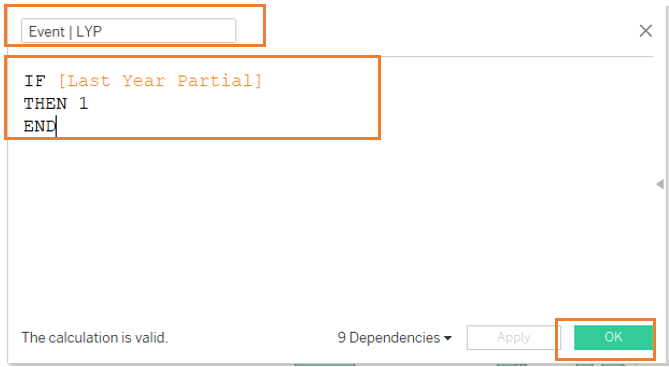 Event | LYP
IF [Last Year Partial]
THEN 1
END
The calculation is valid.
9 Dependencies
Apply
OK